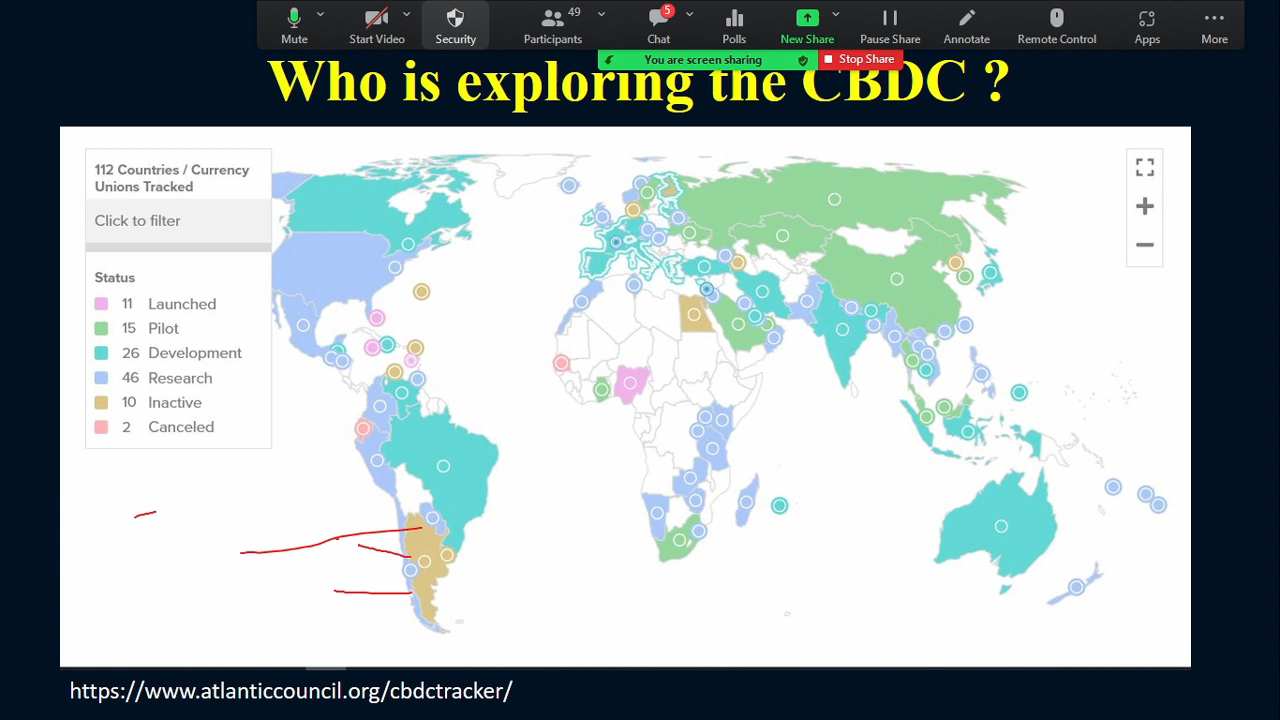 49
5
Mute
Start Video
Security
Participants
Chat
Polls
New Share
Pause Share
Annotate
Remote Control
Apps
More
You are screen sharing
Stop Share
Who is exploring the CBDC ?
112 Countries / Currency
Unions Tracked
Click to filter
Status
11 Launched
15 Pilot
26 Development
46 Research
10 Inactive
2 Canceled
https://www.atlanticcouncil.org/cbdctracker/